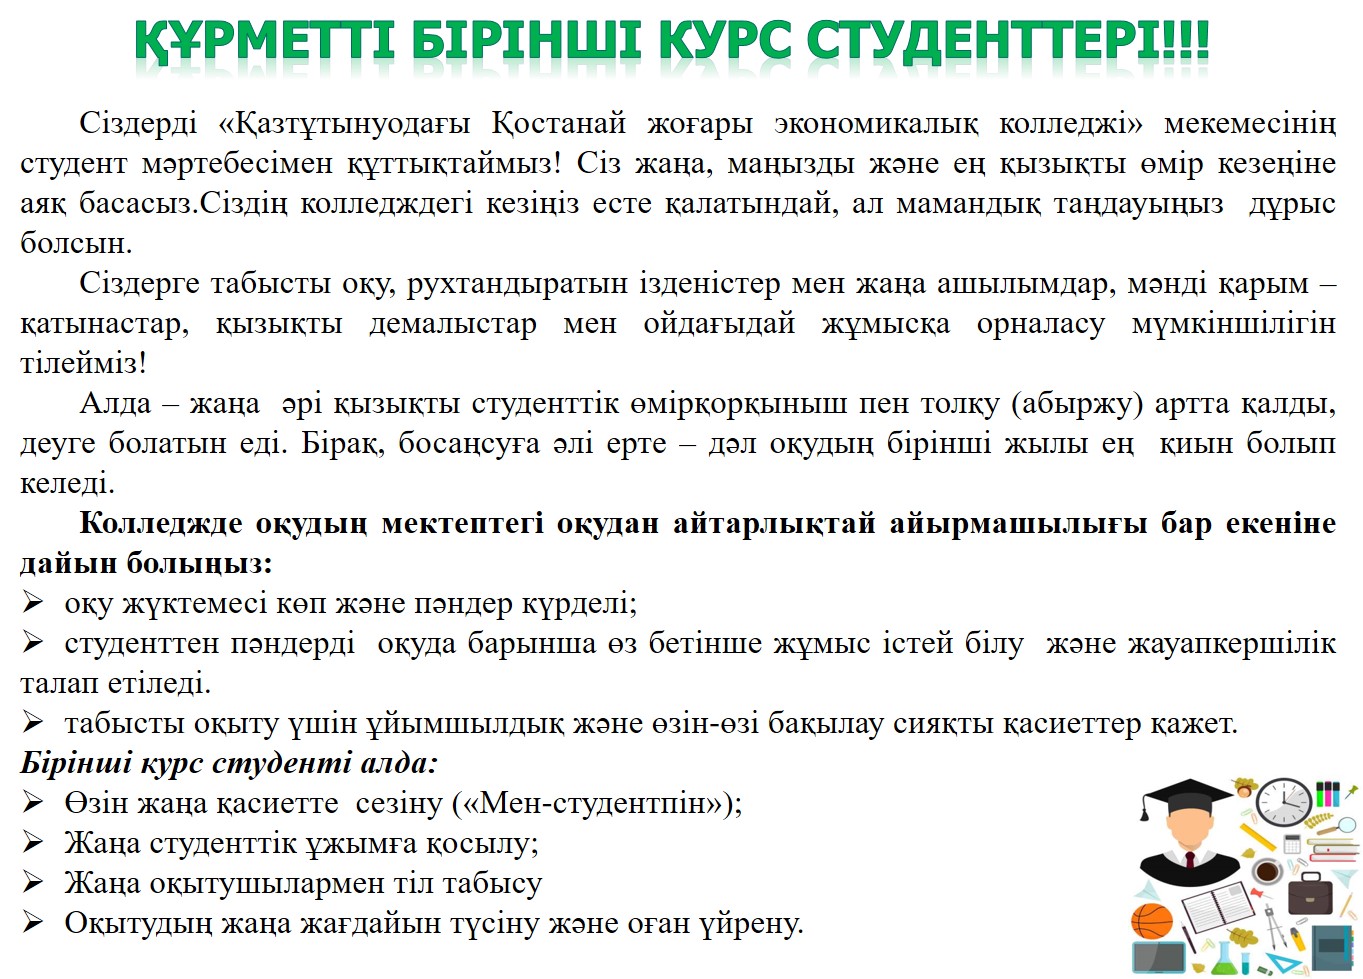 ҚҰРМЕТТІ БІРІНШІ КУРС СТУДЕНТТЕРІ!!!
Сіздерді «Қазтұтынуодағы Қостанай жоғары экономикалық колледжі» мекемесінің
студент мәртебесімен құттықтаймыз! Сіз жаңа, маңызды және ең қызықты өмір кезеңіне
аяқ басасыз.Сіздің колледждегі кезіңіз есте қалатындай, ал мамандық таңдауыңыз дұрыс
болсын.
Сіздерге табысты оқу, рухтандыратын ізденістер мен жаңа ашылымдар, мәнді қарым –
қатынастар, қызықты демалыстар мен ойдағыдай жұмысқа орналасу мүмкіншілігін
тілейміз!
Алда – жаңа әрі қызықты студенттік өмірқорқыныш пен толқу (абыржу) артта қалды,
деуге болатын еді. Бірақ, босаңсуға әлі ерте – дәл оқудың бірінші жылы ең қиын болып
келеді.
Колледжде оқудың мектептегі оқудан айтарлықтай айырмашылығы бар екеніне
дайын болыңыз:
➢ оқу жүктемесі көп және пәндер күрделі;
➢ студенттен пәндерді оқуда барынша өз бетінше жұмыс істей білу және жауапкершілік
талап етіледі.
➢ табысты оқыту үшін ұйымшылдық және өзін-өзі бақылау сияқты қасиеттер қажет.
Бірінші курс студенті алда:
➢ Өзін жаңа қасиетте сезіну («Мен-студентпін»);
➢ Жаңа студенттік ұжымға қосылу;
➢ Жаңа оқытушылармен тіл табысу
➢ Оқытудың жаңа жағдайын түсіну және оған үйрену.